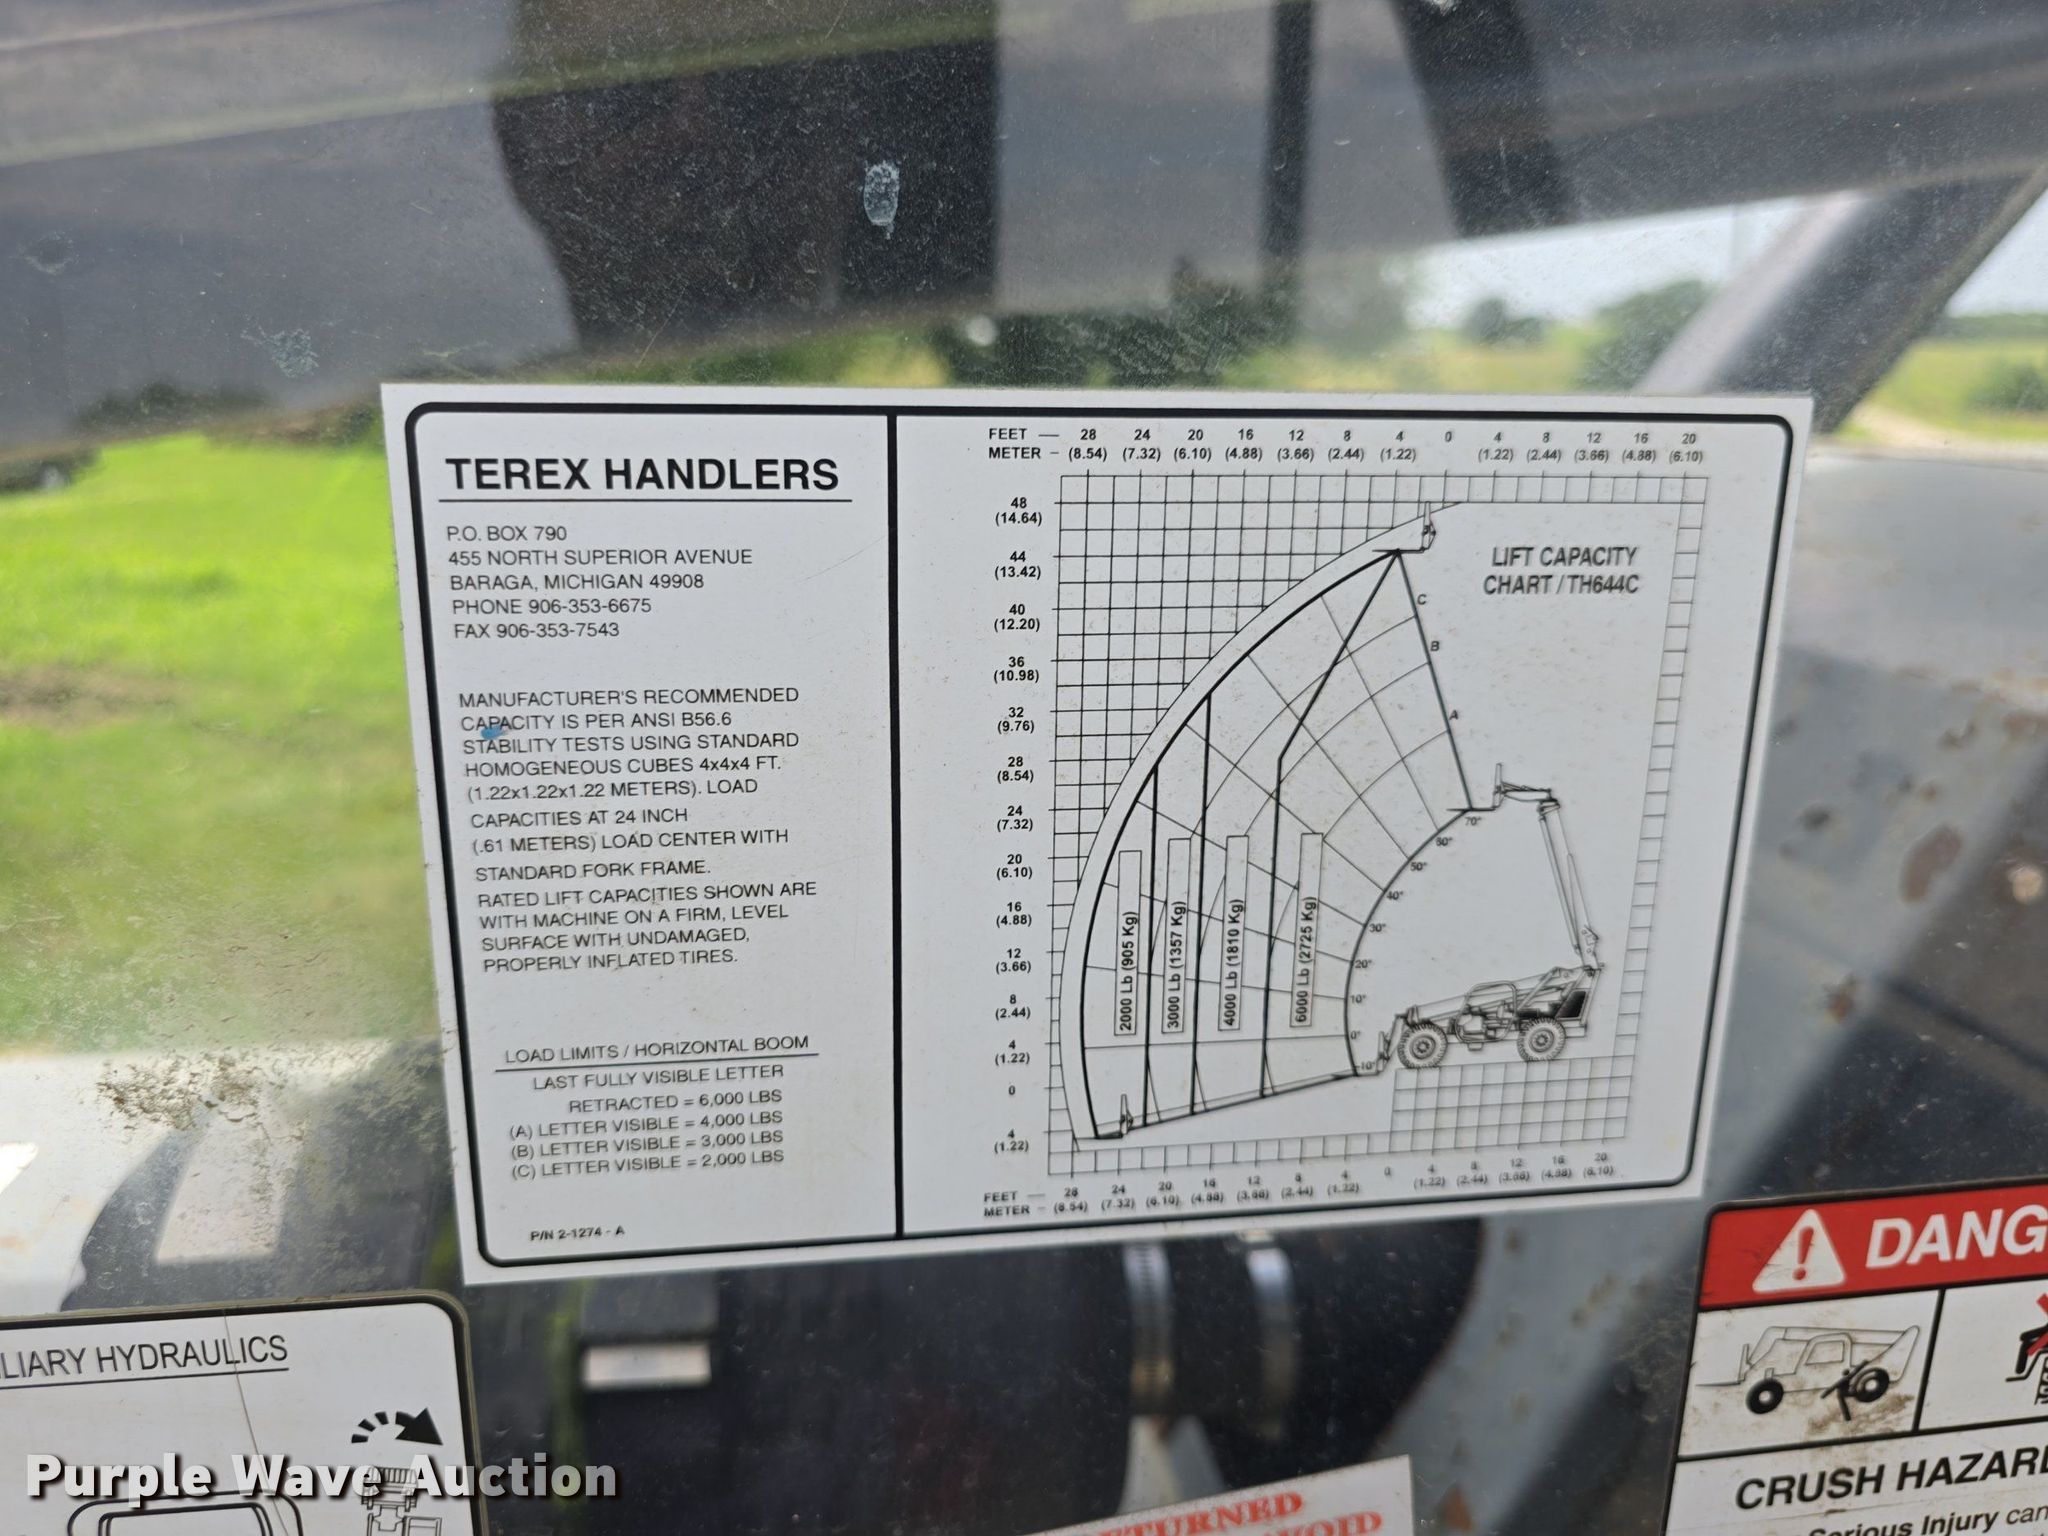 TEREX HANDLERS
P.O. BOX 790
455 NORTH SUPERIOR AVENUE
BARAGA, MICHIGAN 49908
PHONE 906-353-6675
FAX 906-353-7543
MANUFACTURER'S RECOMMENDED
CAPACITY IS PER ANSI B56.6
STABILITY TESTS USING STANDARD
HOMOGENEOUS CUBES 4x4x4 FT.
(1.22x1.22x1.22 METERS). LOAD
CAPACITIES AT 24 INCH
(.61 METERS) LOAD CENTER WITH
STANDARD FORK FRAME.
RATED LIFT CAPACITIES SHOWN ARE
WITH MACHINE ON A FIRM, LEVEL
SURFACE WITH UNDAMAGED,
PROPERLY INFLATED TIRES.
LOAD LIMITS / HORIZONTAL BOOM
LAST FULLY VISIBLE LETTER
RETRACTED = 6,000 LBS
(A) LETTER VISIBLE = 4,000 LBS
(B) LETTER VISIBLE = 3,000 LBS
(C) LETTER VISIBLE = 2,000 LBS
P/N 2-1274 - A
FEET — 28 24 20 16 12 8 4 0 4 8 12 16 20
METER - (8.54) (7.32) (6.10) (4.88) (3.66) (2.44) (1.22) (1.22) (2.44) (3.66) (4.88) (6.10)
48
(14.64)
44
(13.42)
40
(12.20)
36
(10.98)
32
(9.76)
28
(8.54)
24
(7.32)
20
(6.10)
16
(4.88)
12
(3.66)
8
(2.44)
4
(1.22)
0
4
(1.22)
LIFT CAPACITY
CHART / TH644C
C
B
A
70°
60°
50°
40°
30°
20°
10°
0°
-10°
2000 Lb (905 Kg)
3000 Lb (1357 Kg)
4000 Lb (1810 Kg)
6000 Lb (2725 Kg)
FEET — 28 24 20 16 12 8 4 0 4 8 12 16 20
METER - (8.54) (7.32) (6.10) (4.88) (3.66) (2.44) (1.22) (1.22) (2.44) (3.66) (4.88) (6.10)
LIARY HYDRAULICS
DANG
CRUSH HAZARD
Serious Injury can
TURNED
VOID
Purple Wave Auction